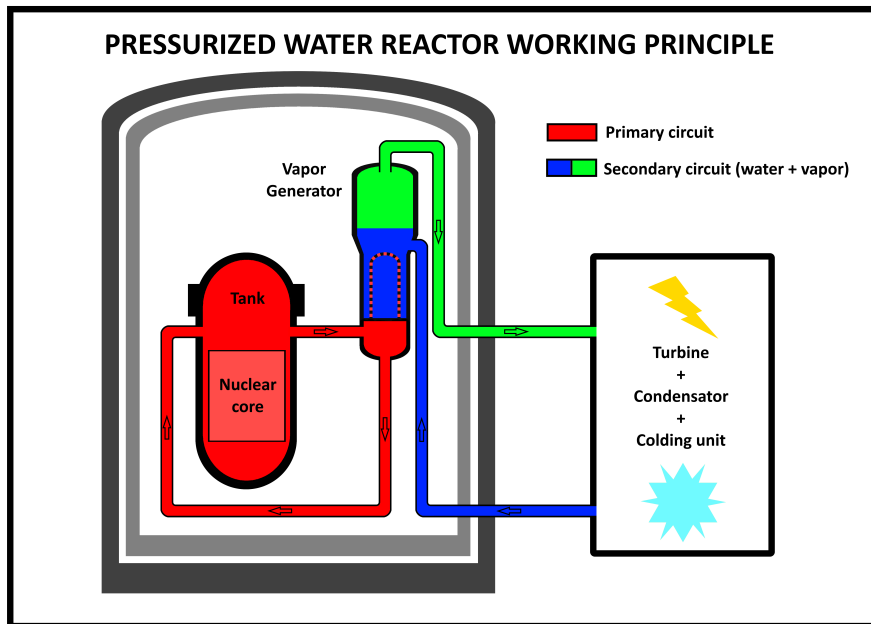 PRESSURIZED WATER REACTOR WORKING PRINCIPLE
Primary circuit
Secondary circuit (water + vapor)
Vapor
Generator
Tank
Nuclear
core
Turbine
+
Condensator
+
Colding unit